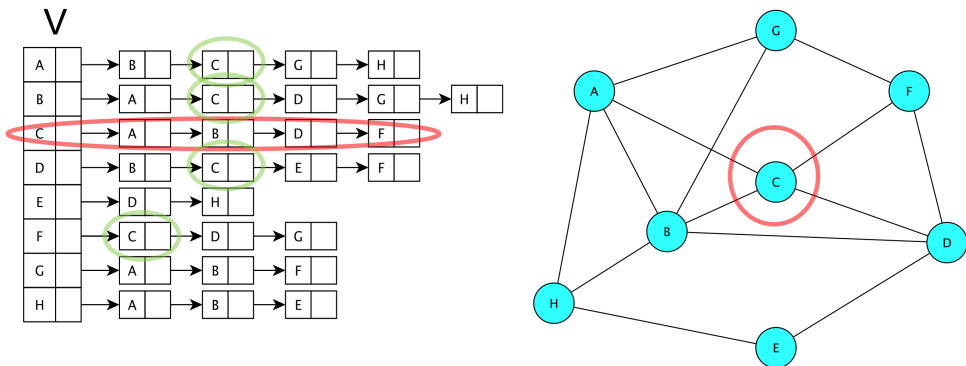 V
A B C G H
B A C D G H
C A B D F
D B C E F
E D H
F C D G
G A B F
H A B E
G
A
F
C
B
D
H
E